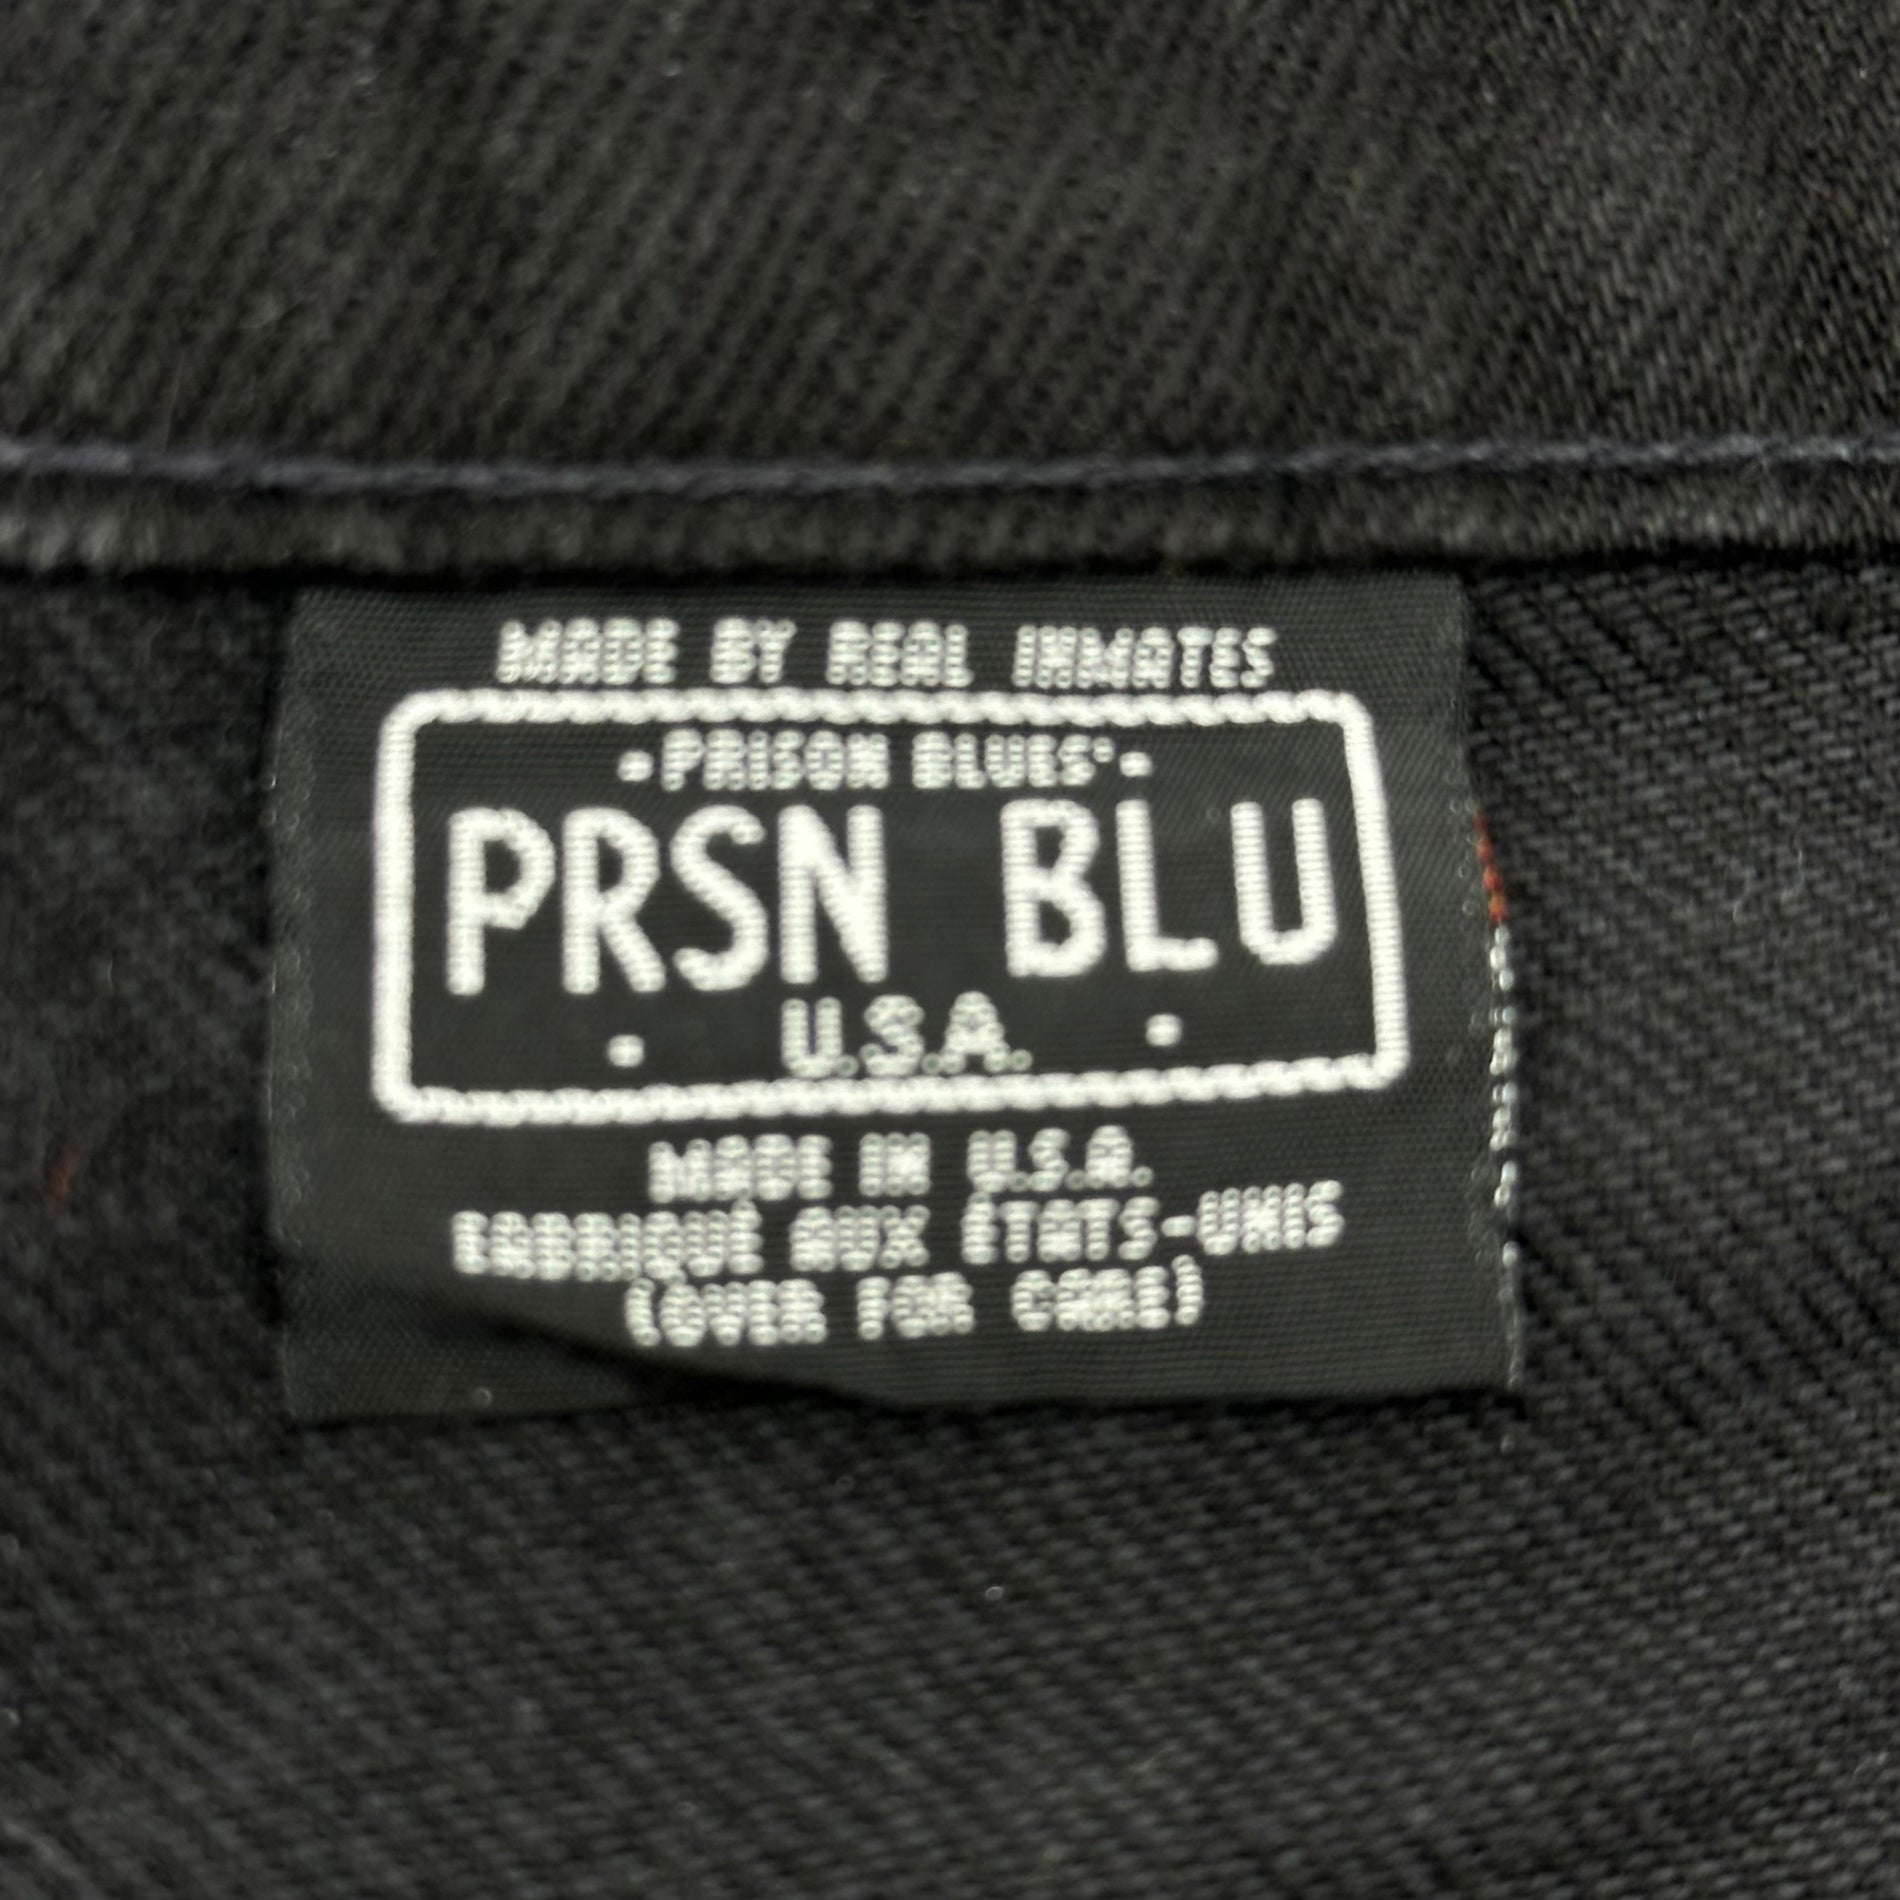 MADE BY REAL INMATES
·PRISON BLUES®·
PRSN BLU
· U.S.A. ·
MADE IN U.S.A.
FABRIQUÉ AUX ÉTATS-UNIS
(OVER FOR CARE)